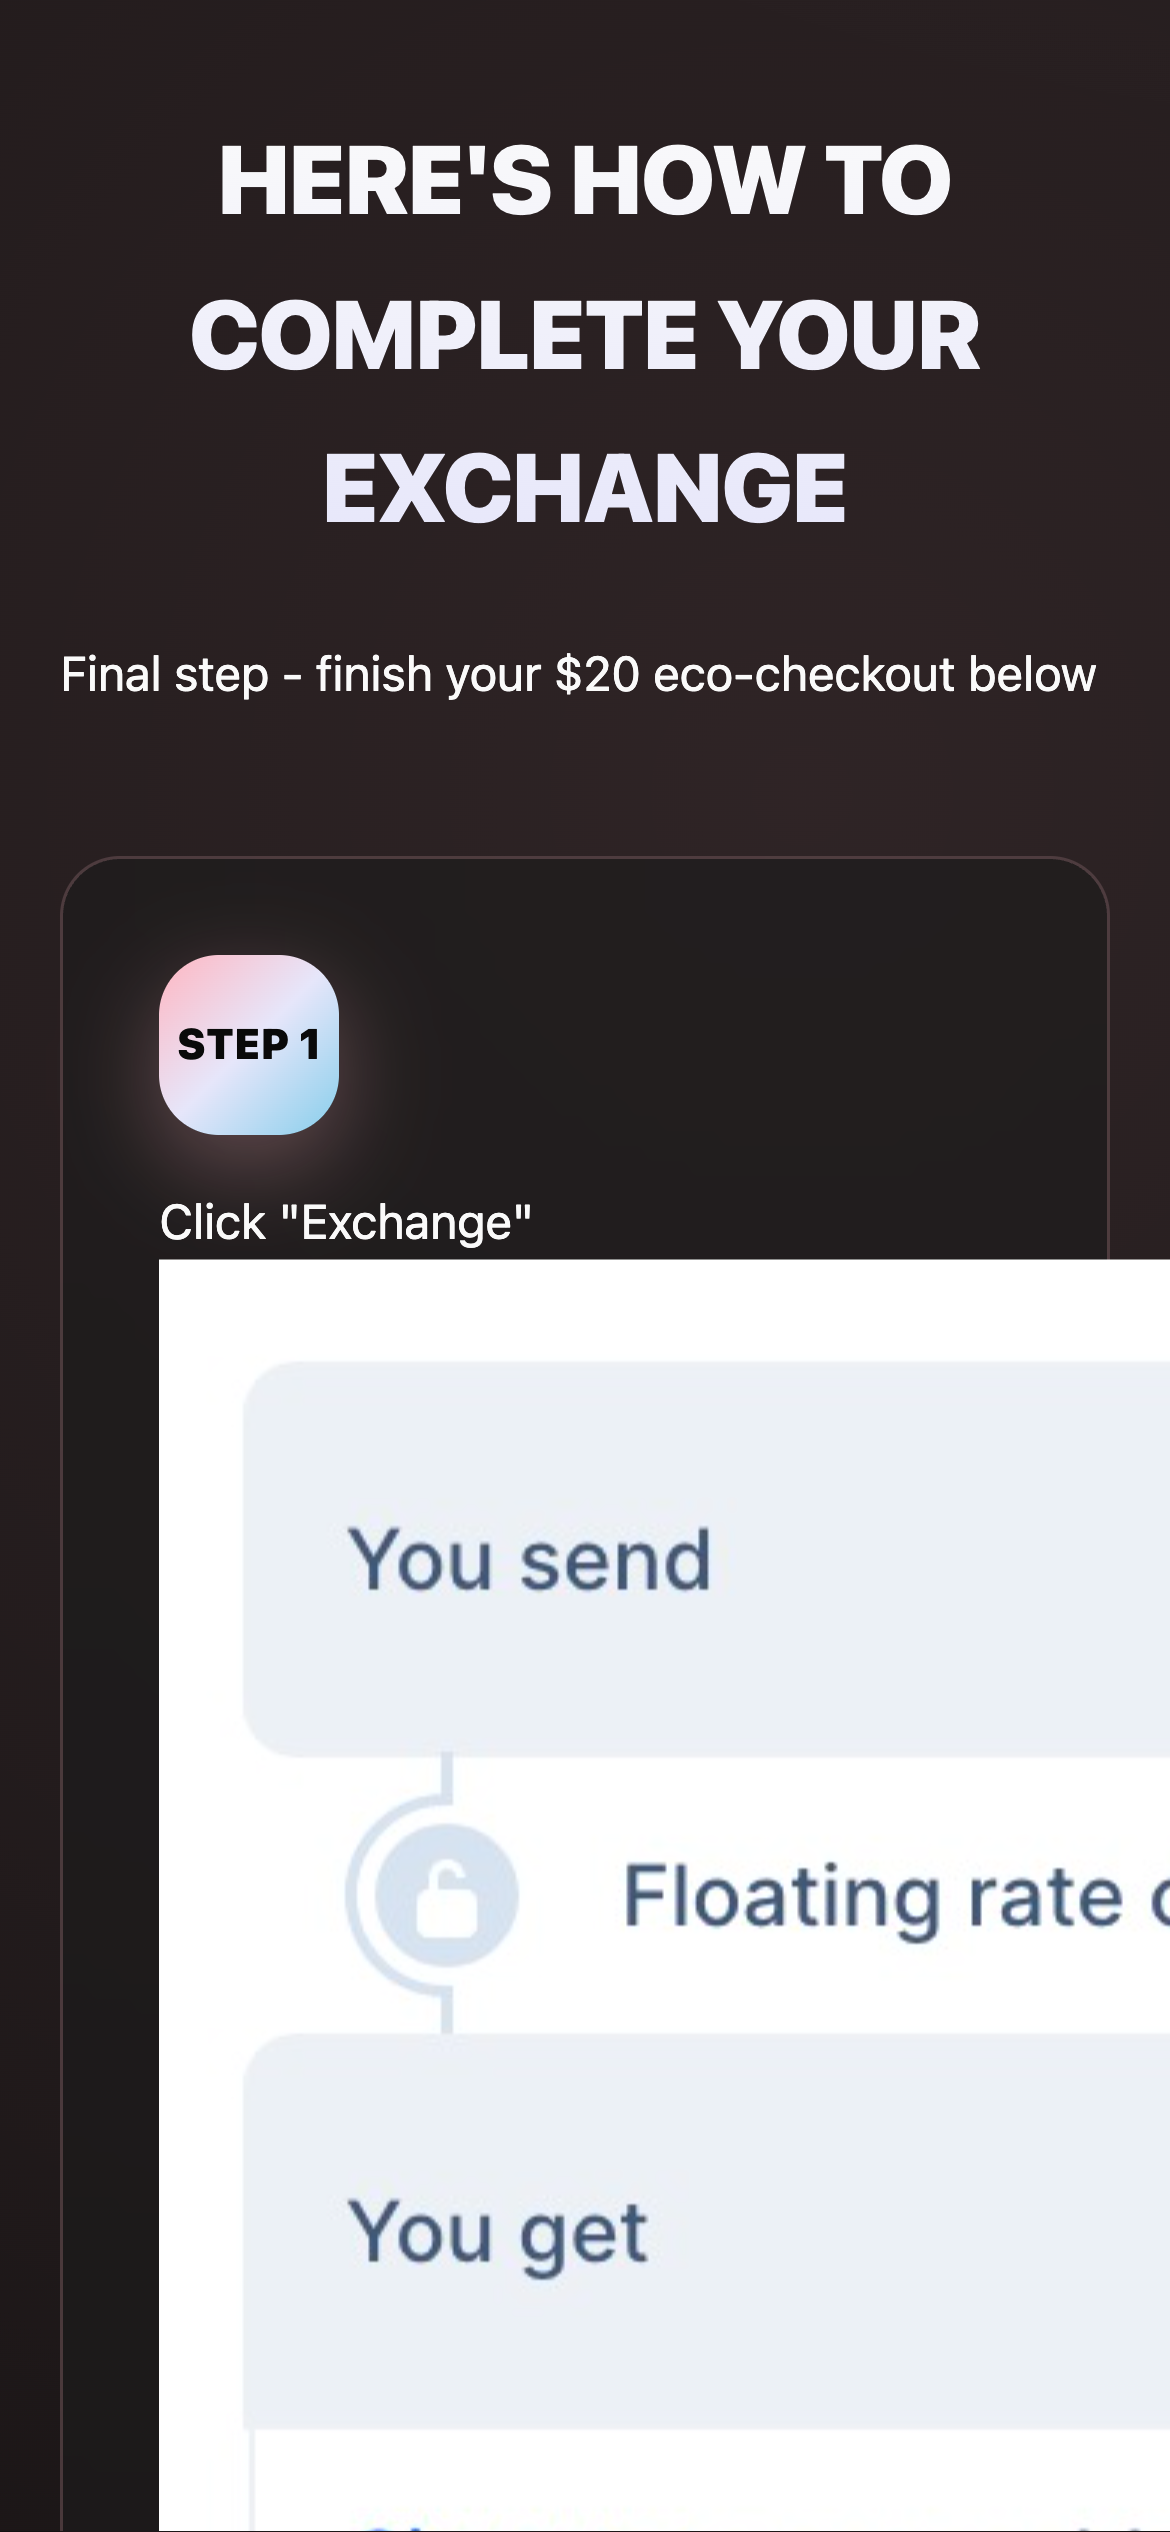 HERE'S HOW TO
COMPLETE YOUR
EXCHANGE
Final step - finish your $20 eco-checkout below
STEP 1
Click "Exchange"
You send
Floating rate
You get